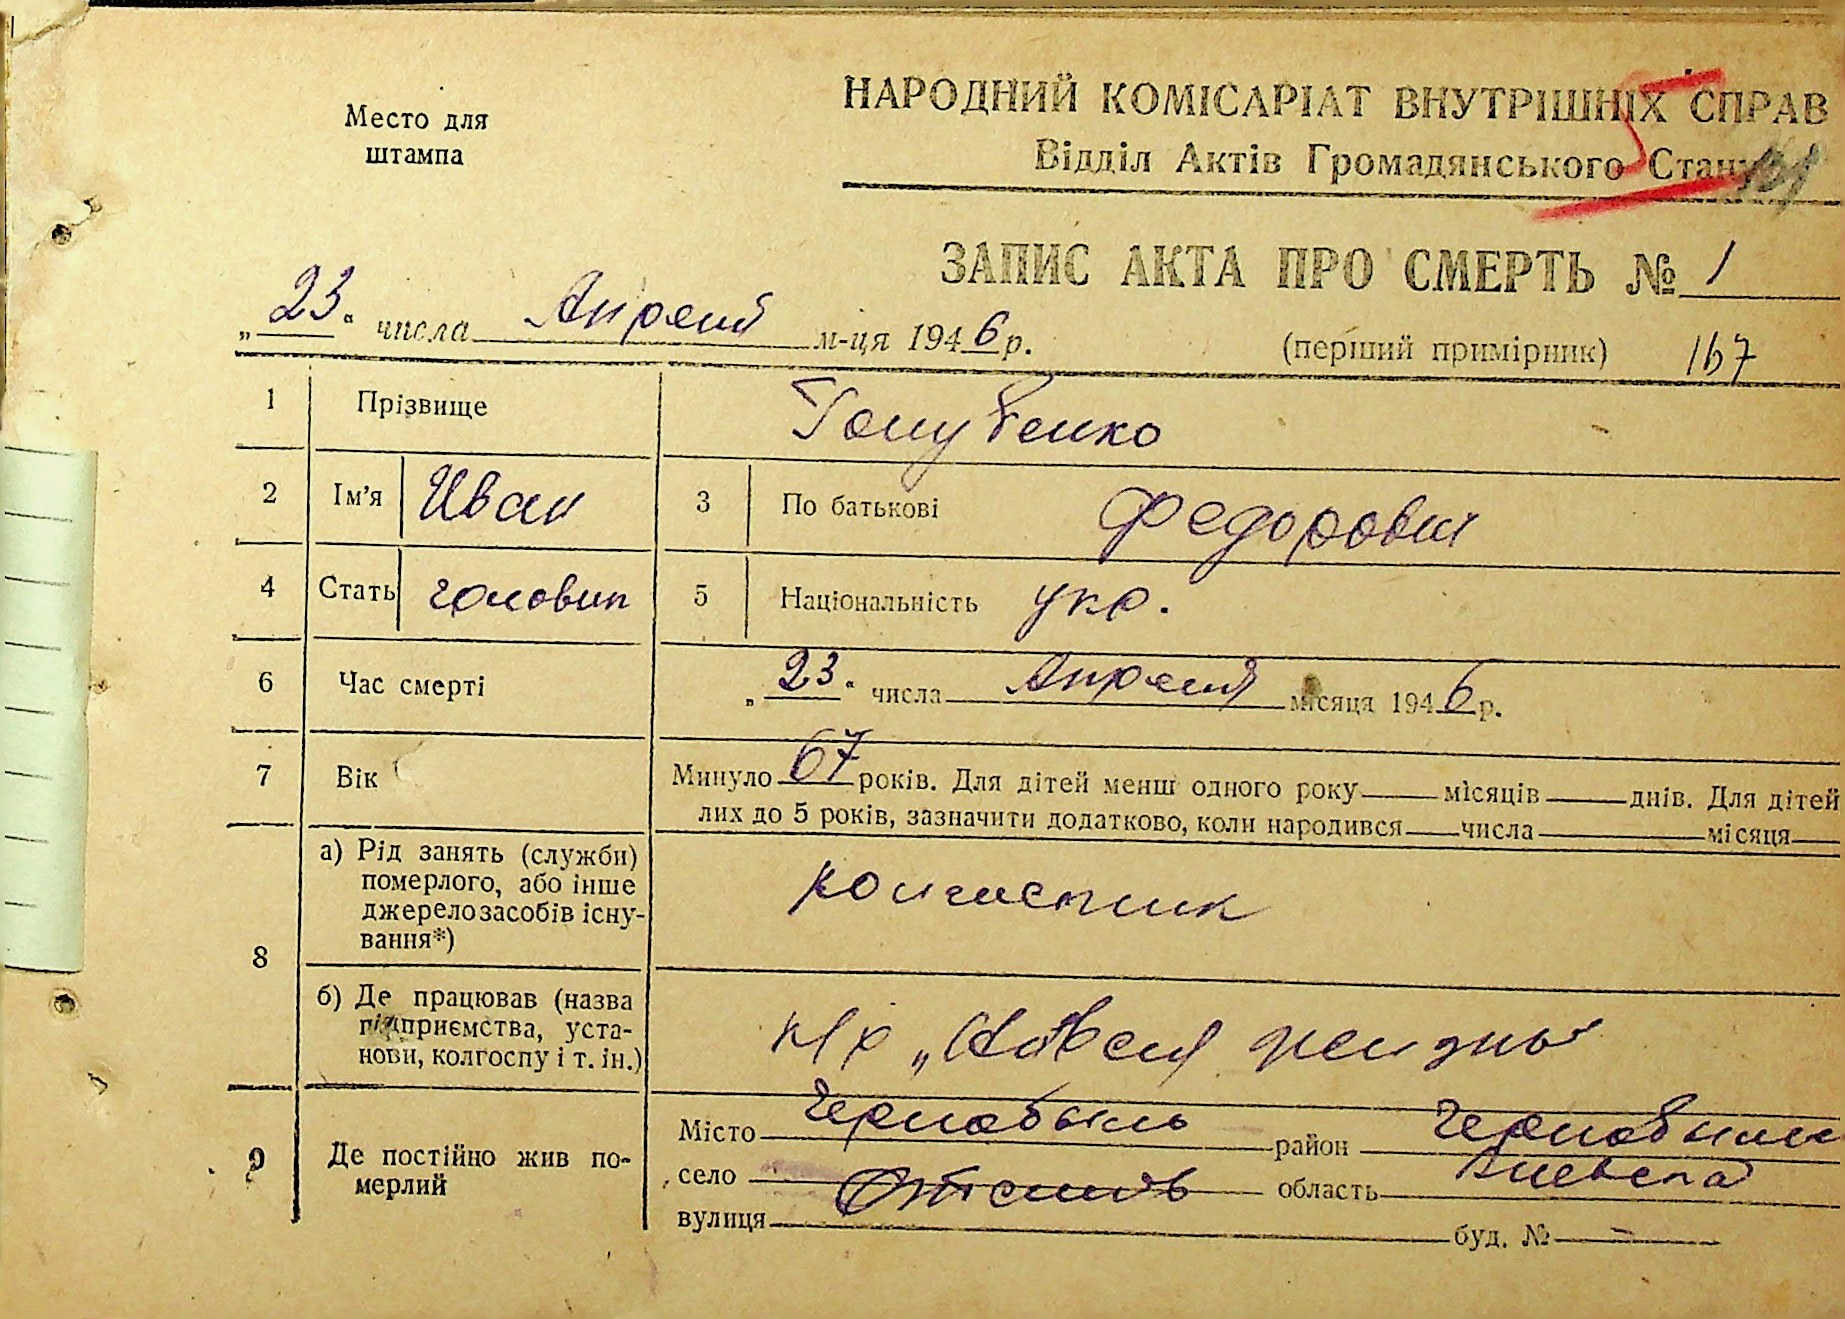 Место для
штампа
НАРОДНИЙ КОМІСАРІАТ ВНУТРІШНІХ СПРАВ
Відділ Актів Громадянського Стану
ЗАПИС АКТА ПРО СМЕРТЬ № 1
„23“ числа Апреля м-ця 1946 р.
(перший примірник) 167
1 Прізвище Голубенко
2 Ім'я Иван 3 По батькові Федорович
4 Стать чолович 5 Національність укр.
6 Час смерті „23“ числа Апреля місяця 1946 р.
7 Вік Минуло 67 років. Для дітей менш одного року місяців днів. Для дітей
лих до 5 років, зазначити додатково, коли народився числа місяця
8 а) Рід занять (служби)
померлого, або інше
джерело засобів існу-
вання*)
колгоспник
б) Де працював (назва
підприємства, уста-
нови, колгоспу і т. ін.)
к/х „Новая жизнь"
9 Де постійно жив по-
мерлий
Місто Чернобыль район Чернобыль
село область Киевска
вулиця буд. № –